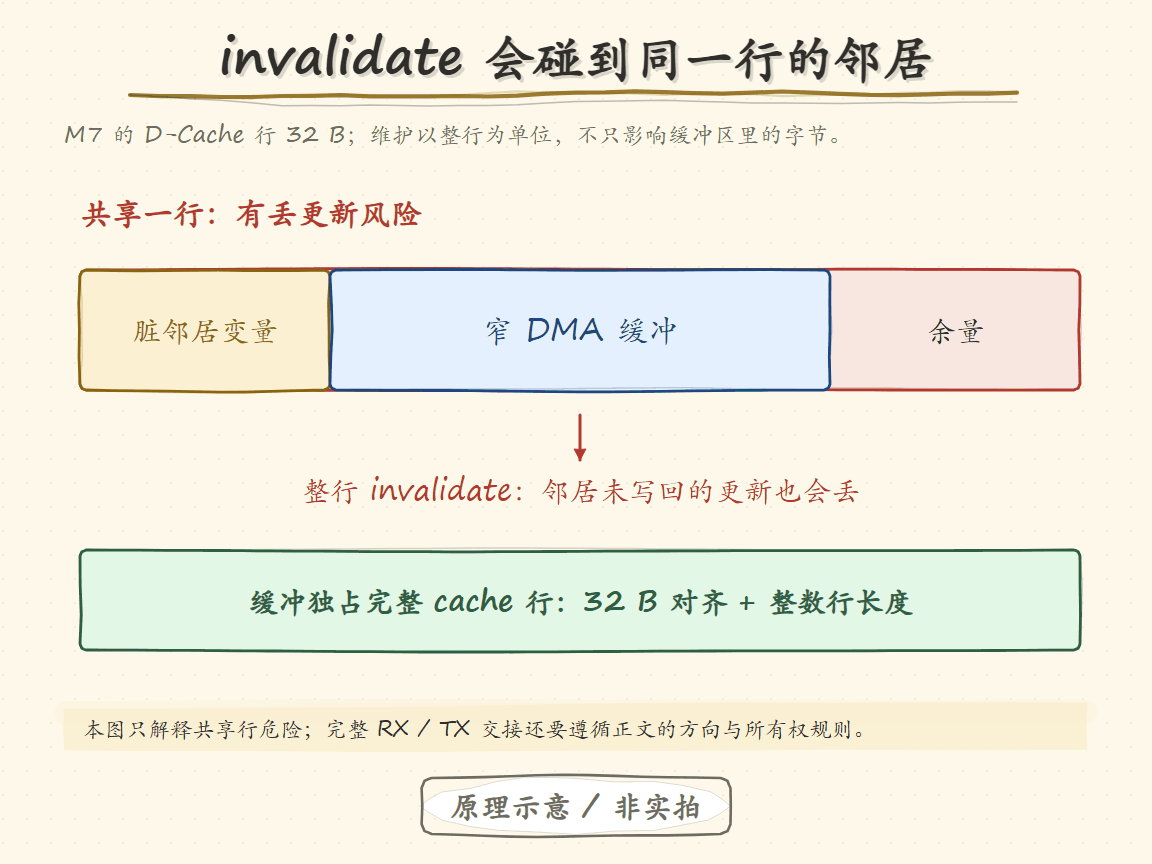 invalidate 会碰到同一行的邻居
M7 的 D-Cache 行 32 B；维护以整行为单位，不只影响缓冲区里的字节。
共享一行：有丢更新风险
脏邻居变量
窄 DMA 缓冲
余量
整行 invalidate：邻居未写回的更新也会丢
缓冲独占完整 cache 行：32 B 对齐 + 整数行长度
本图只解释共享行危险；完整 RX / TX 交接还要遵循正文的方向与所有权规则。
原理示意 / 非实拍